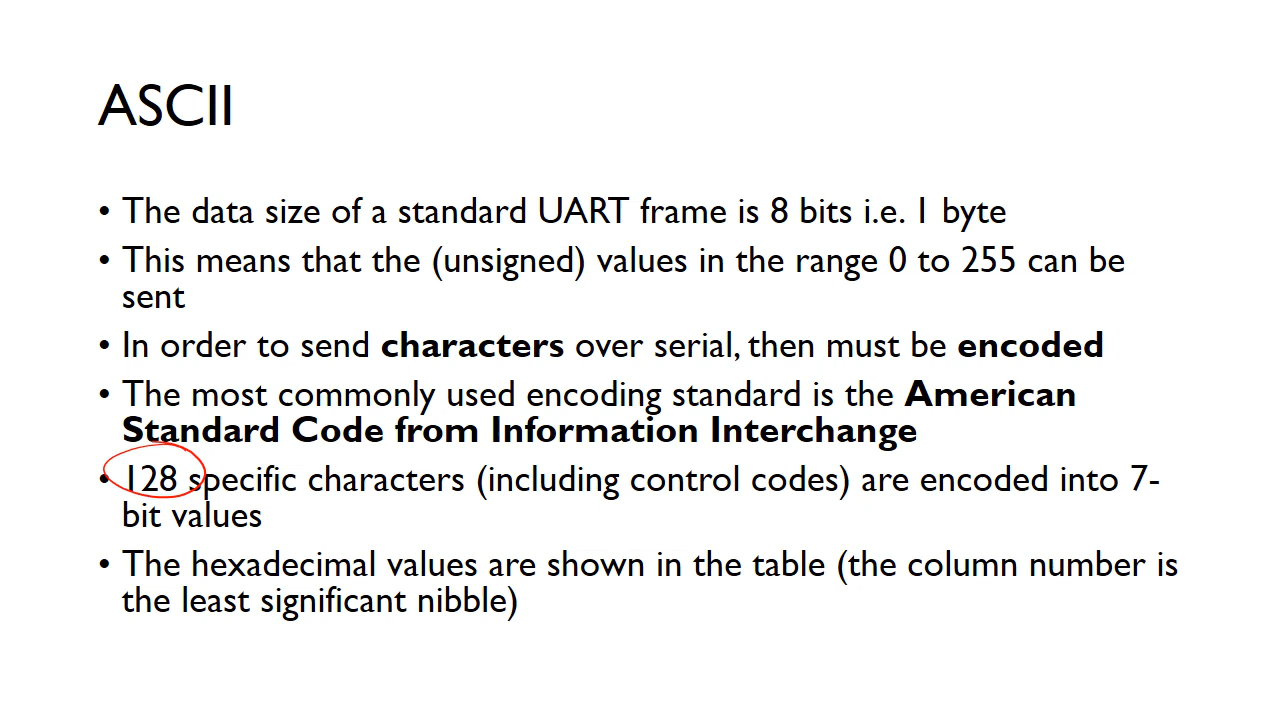 ASCII
• The data size of a standard UART frame is 8 bits i.e. 1 byte
• This means that the (unsigned) values in the range 0 to 255 can be
sent
• In order to send characters over serial, then must be encoded
• The most commonly used encoding standard is the American
Standard Code from Information Interchange
• 128 specific characters (including control codes) are encoded into 7-
bit values
• The hexadecimal values are shown in the table (the column number is
the least significant nibble)